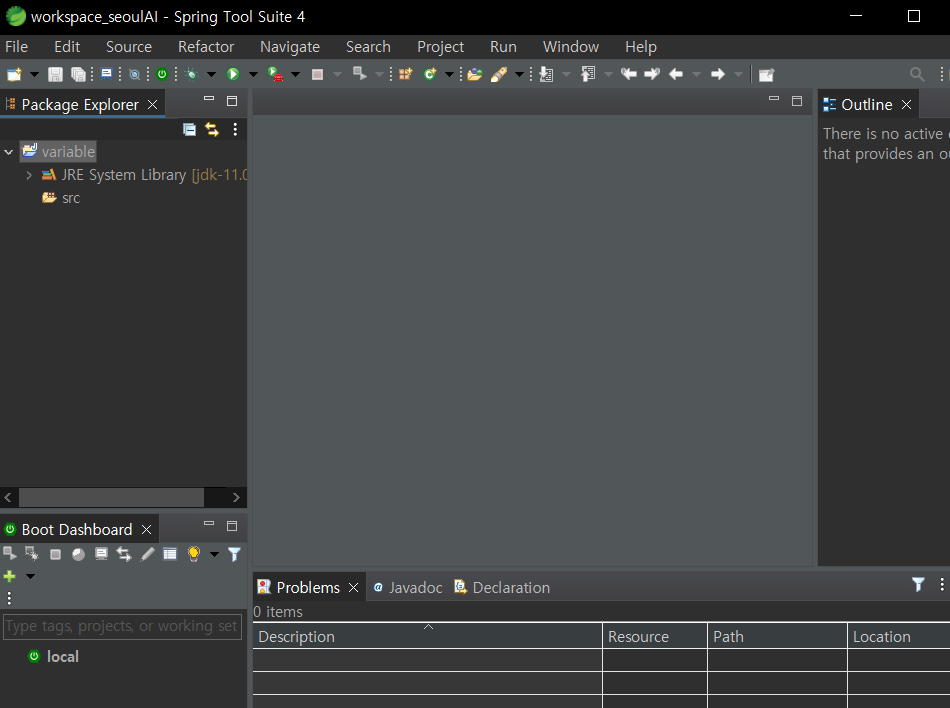 workspace_seoulAI - Spring Tool Suite 4
File Edit Source Refactor Navigate Search Project Run Window Help
Package Explorer
variable
JRE System Library [jdk-11.0
src
Outline
There is no active
that provides an
Boot Dashboard
Type tags, projects, or working set
local
Problems Javadoc Declaration
0 items
Description Resource Path Location